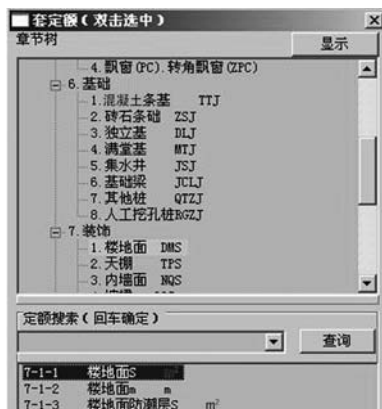 套定额(双击选中)
章节树
显示
4.飘窗(PC).转角飘窗(ZPC)
6.基础
1.混凝土条基 TTJ
2.砖石条础 ZSJ
3.独立基 DLJ
4.满堂基 MTJ
5.集水井 JSJ
6.基础梁 JCLJ
7.其他桩 QTZJ
8.人工挖孔桩RGZJ
7.装饰
1.楼地面 DMS
2.天棚 TPS
3.内墙面 NQS
定额搜索(回车确定)
查询
7-1-1 楼地面S m²
7-1-2 楼地面m m
7-1-3 楼地面防潮层S m²